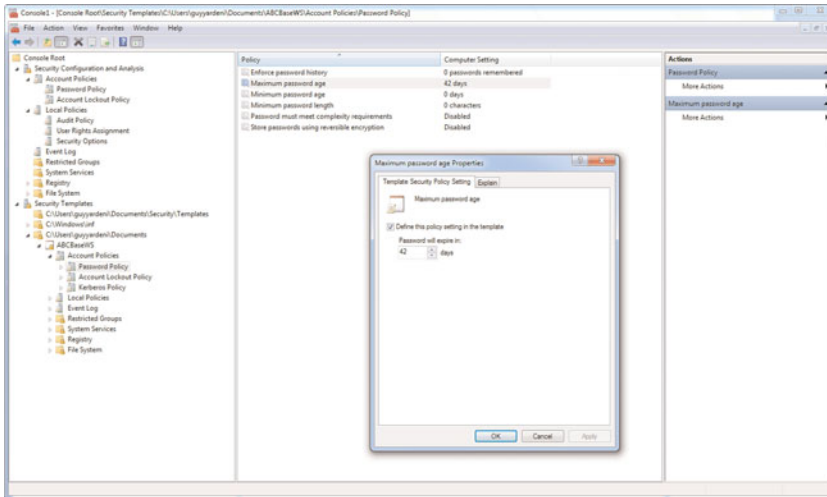 Console1 - [Console Root\Security Templates\C:\Users\guyyardeni\Documents\ABCBaseWS\Account Policies\Password Policy]
File Action View Favorites Window Help
Console Root
Security Configuration and Analysis
Account Policies
Password Policy
Account Lockout Policy
Local Policies
Audit Policy
User Rights Assignment
Security Options
Event Log
Restricted Groups
System Services
Registry
File System
Security Templates
C:\Users\guyyardeni\Documents\Security\Templates
C:\Windows\inf
C:\Users\guyyardeni\Documents
ABCBaseWS
Account Policies
Password Policy
Account Lockout Policy
Kerberos Policy
Local Policies
Event Log
Restricted Groups
System Services
Registry
File System
Policy Computer Setting
Enforce password history 0 passwords remembered
Maximum password age 42 days
Minimum password age 0 days
Minimum password length 0 characters
Password must meet complexity requirements Disabled
Store passwords using reversible encryption Disabled
Maximum password age Properties
Template Security Policy Setting Explain
Maximum password age
Define this policy setting in the template
Password will expire in:
42 days
OK Cancel Apply
Actions
Password Policy
More Actions
Maximum password age
More Actions